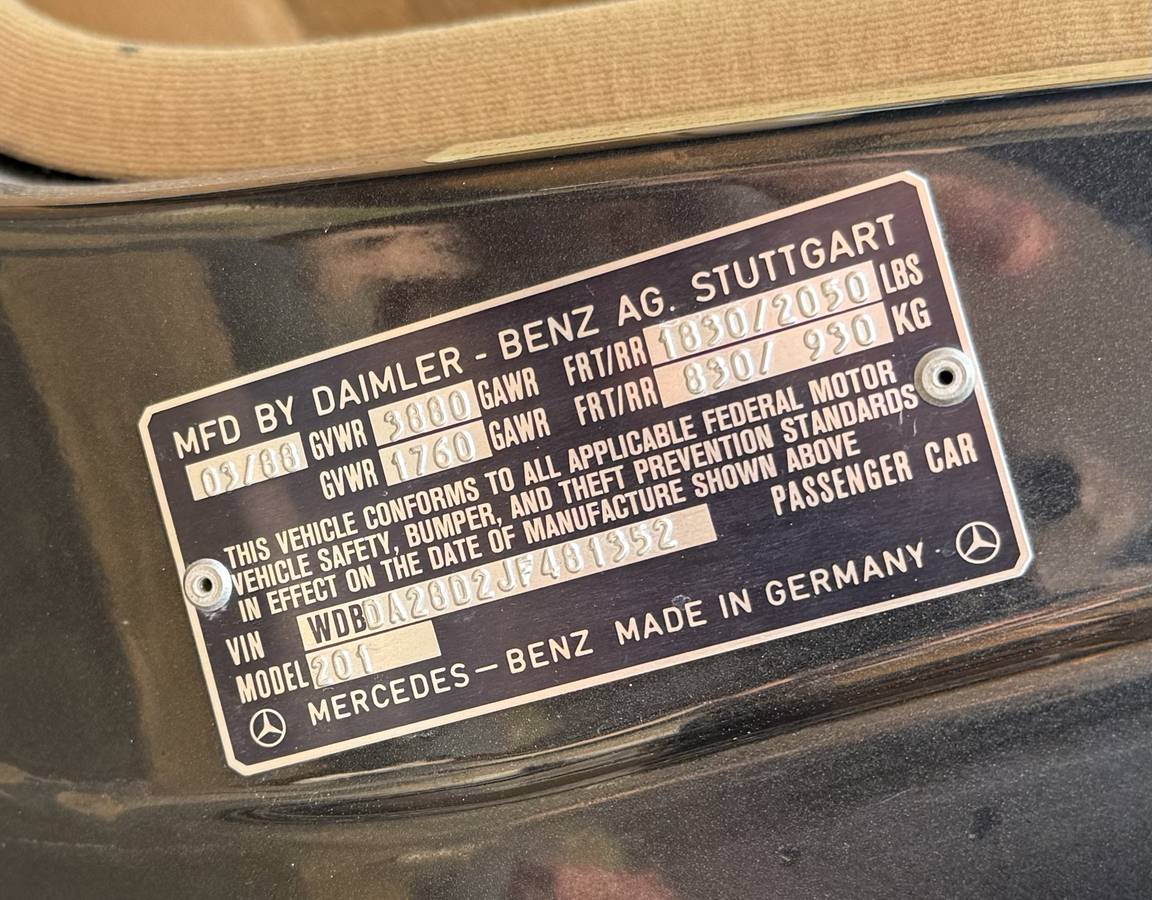 MFD BY DAIMLER - BENZ AG. STUTTGART
03/88 GVWR 3880 GAWR FRT/RR 1830/2050 LBS
GVWR 1760 GAWR FRT/RR 830/ 930 KG
THIS VEHICLE CONFORMS TO ALL APPLICABLE FEDERAL MOTOR
VEHICLE SAFETY, BUMPER, AND THEFT PREVENTION STANDARDS
IN EFFECT ON THE DATE OF MANUFACTURE SHOWN ABOVE
PASSENGER CAR
VIN WDBDA28D2JF481352
MODEL 201
MERCEDES-BENZ MADE IN GERMANY